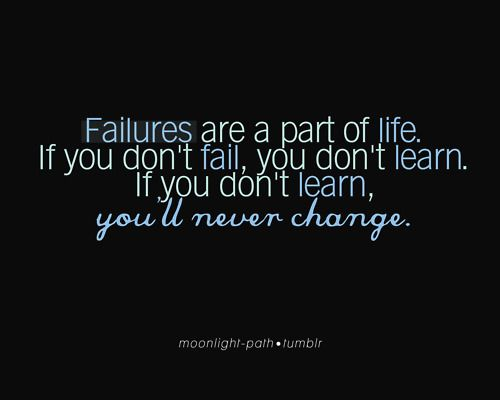 Failures are a part of life.
If you don't fail, you don't learn.
If you don't learn,
you'll never change.
moonlight-path•tumblr